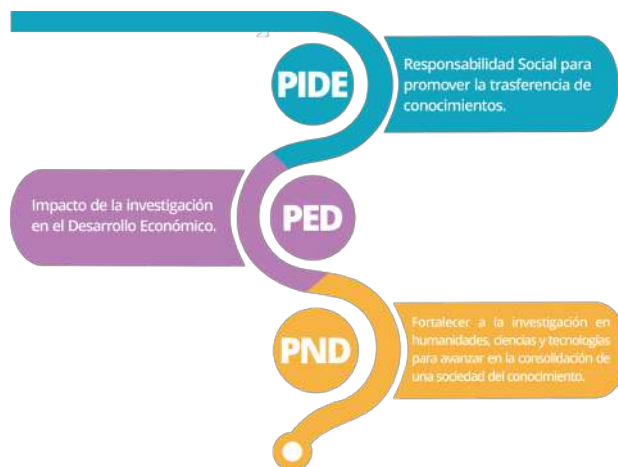 PIDE
Responsabilidad Social para
promover la trasferencia de
conocimientos.
Impacto de la investigación
en el Desarrollo Económico.
PED
PND
Fortalecer a la investigación en
humanidades, ciencias y tecnologías
para avanzar en la consolidación de
una sociedad del conocimiento.